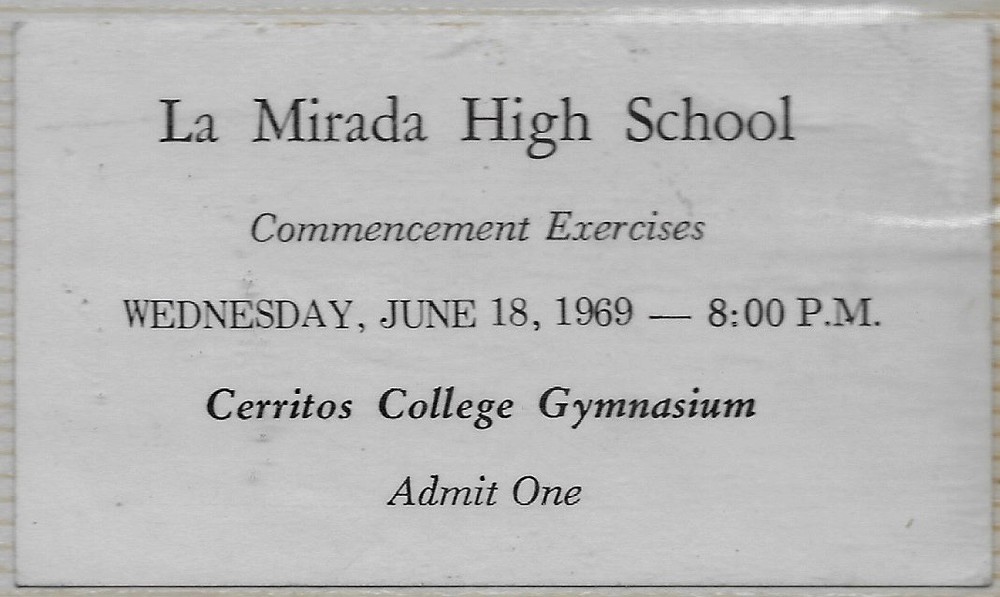 La Mirada High School
Commencement Exercises
WEDNESDAY, JUNE 18, 1969 — 8:00 P.M.
Cerritos College Gymnasium
Admit One